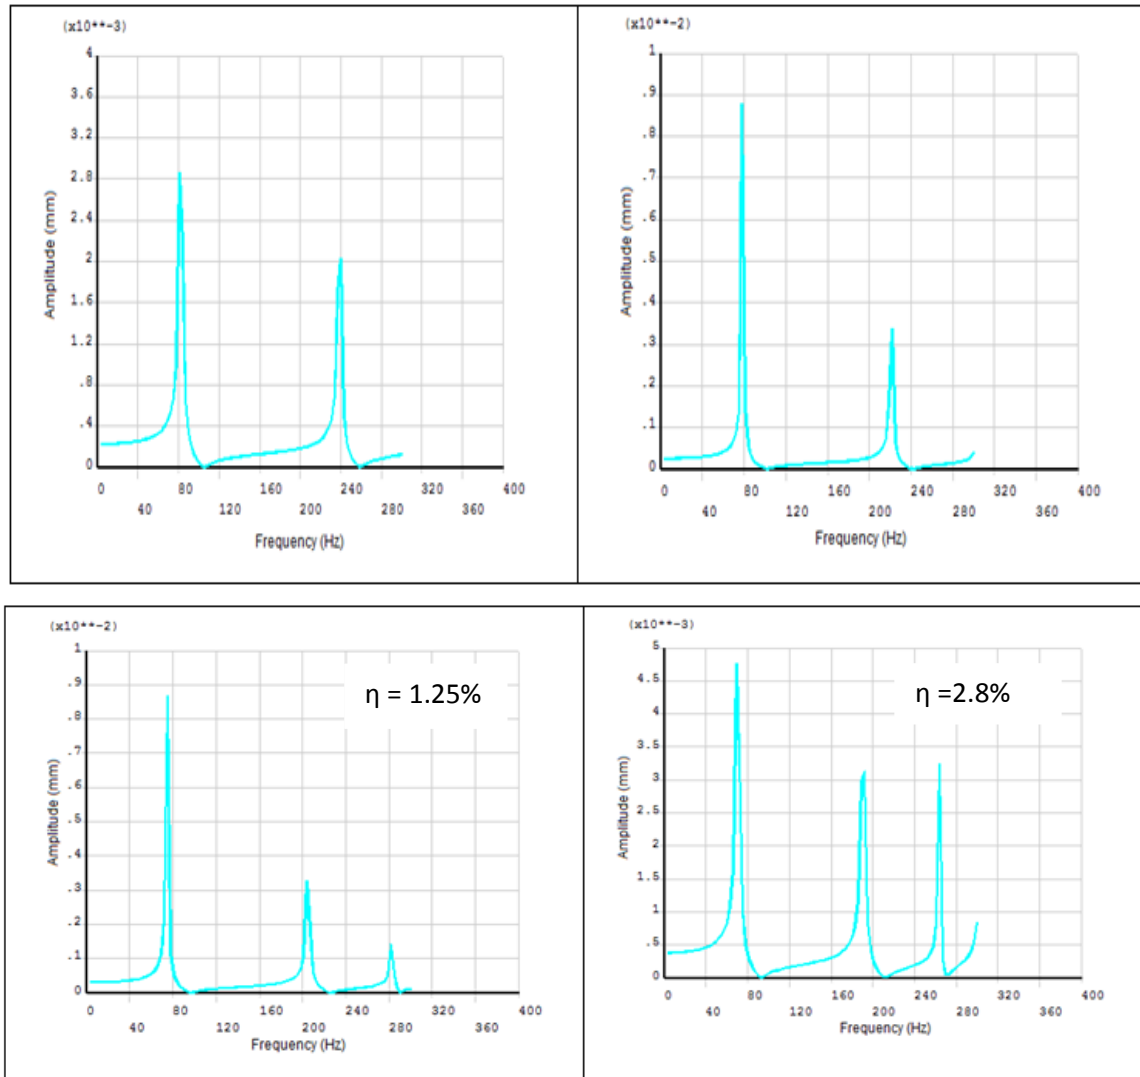 (x10**-3)
4
3.6
3.2
2.8
2.4
2
1.6
1.2
.8
.4
0
Amplitude (mm)
0 80 160 240 320 400
40 120 200 280 360
Frequency (Hz)
(x10**-2)
1
.9
.8
.7
.6
.5
.4
.3
.2
.1
0
Amplitude (mm)
0 80 160 240 320 400
40 120 200 280 360
Frequency (Hz)
(x10**-2)
1
.9
.8
.7
.6
.5
.4
.3
.2
.1
0
Amplitude (mm)
η = 1.25%
0 80 160 240 320 400
40 120 200 280 360
Frequency (Hz)
(x10**-3)
5
4.5
4
3.5
3
2.5
2
1.5
1
.5
0
Amplitude (mm)
η =2.8%
0 80 160 240 320 400
40 120 200 280 360
Frequency (Hz)